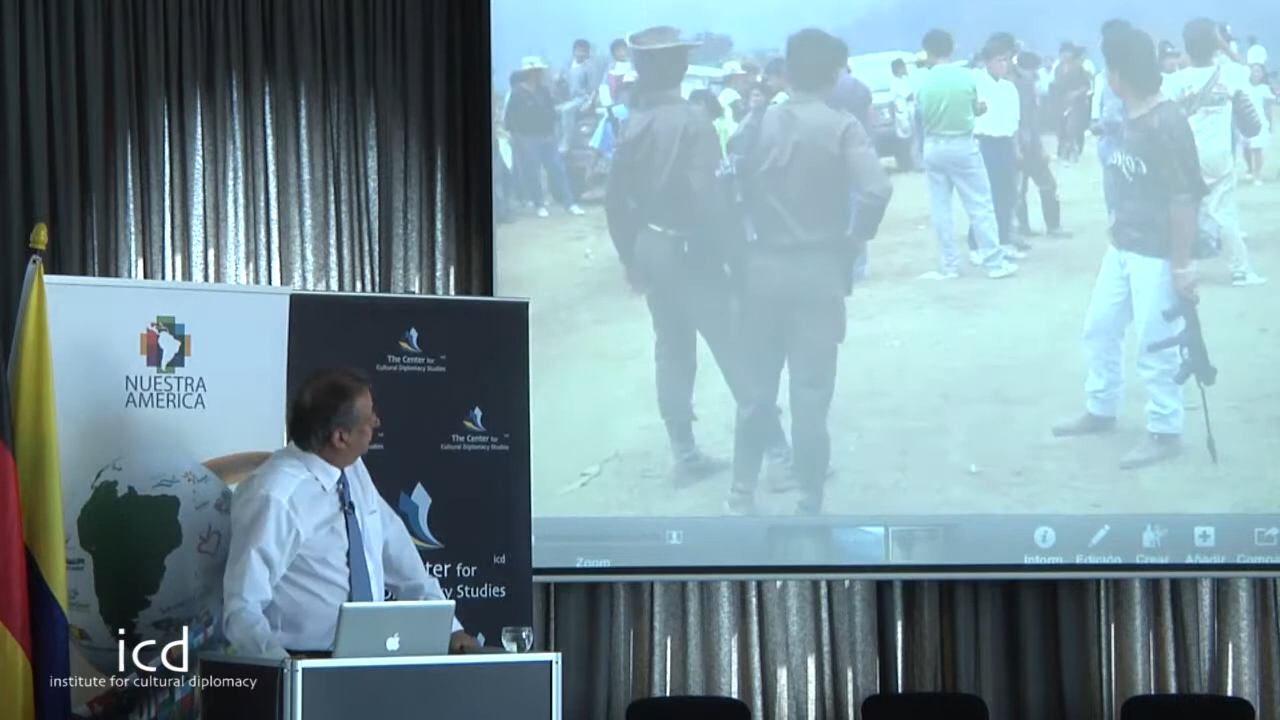 NUESTRA
AMERICA
The Center for
Cultural Diplomacy Studies
The Center for
Cultural Diplomacy Studies
icd
ter for
Studies
Zoom
Inform
Edición
Crear
Añadir
icd
institute for cultural diplomacy